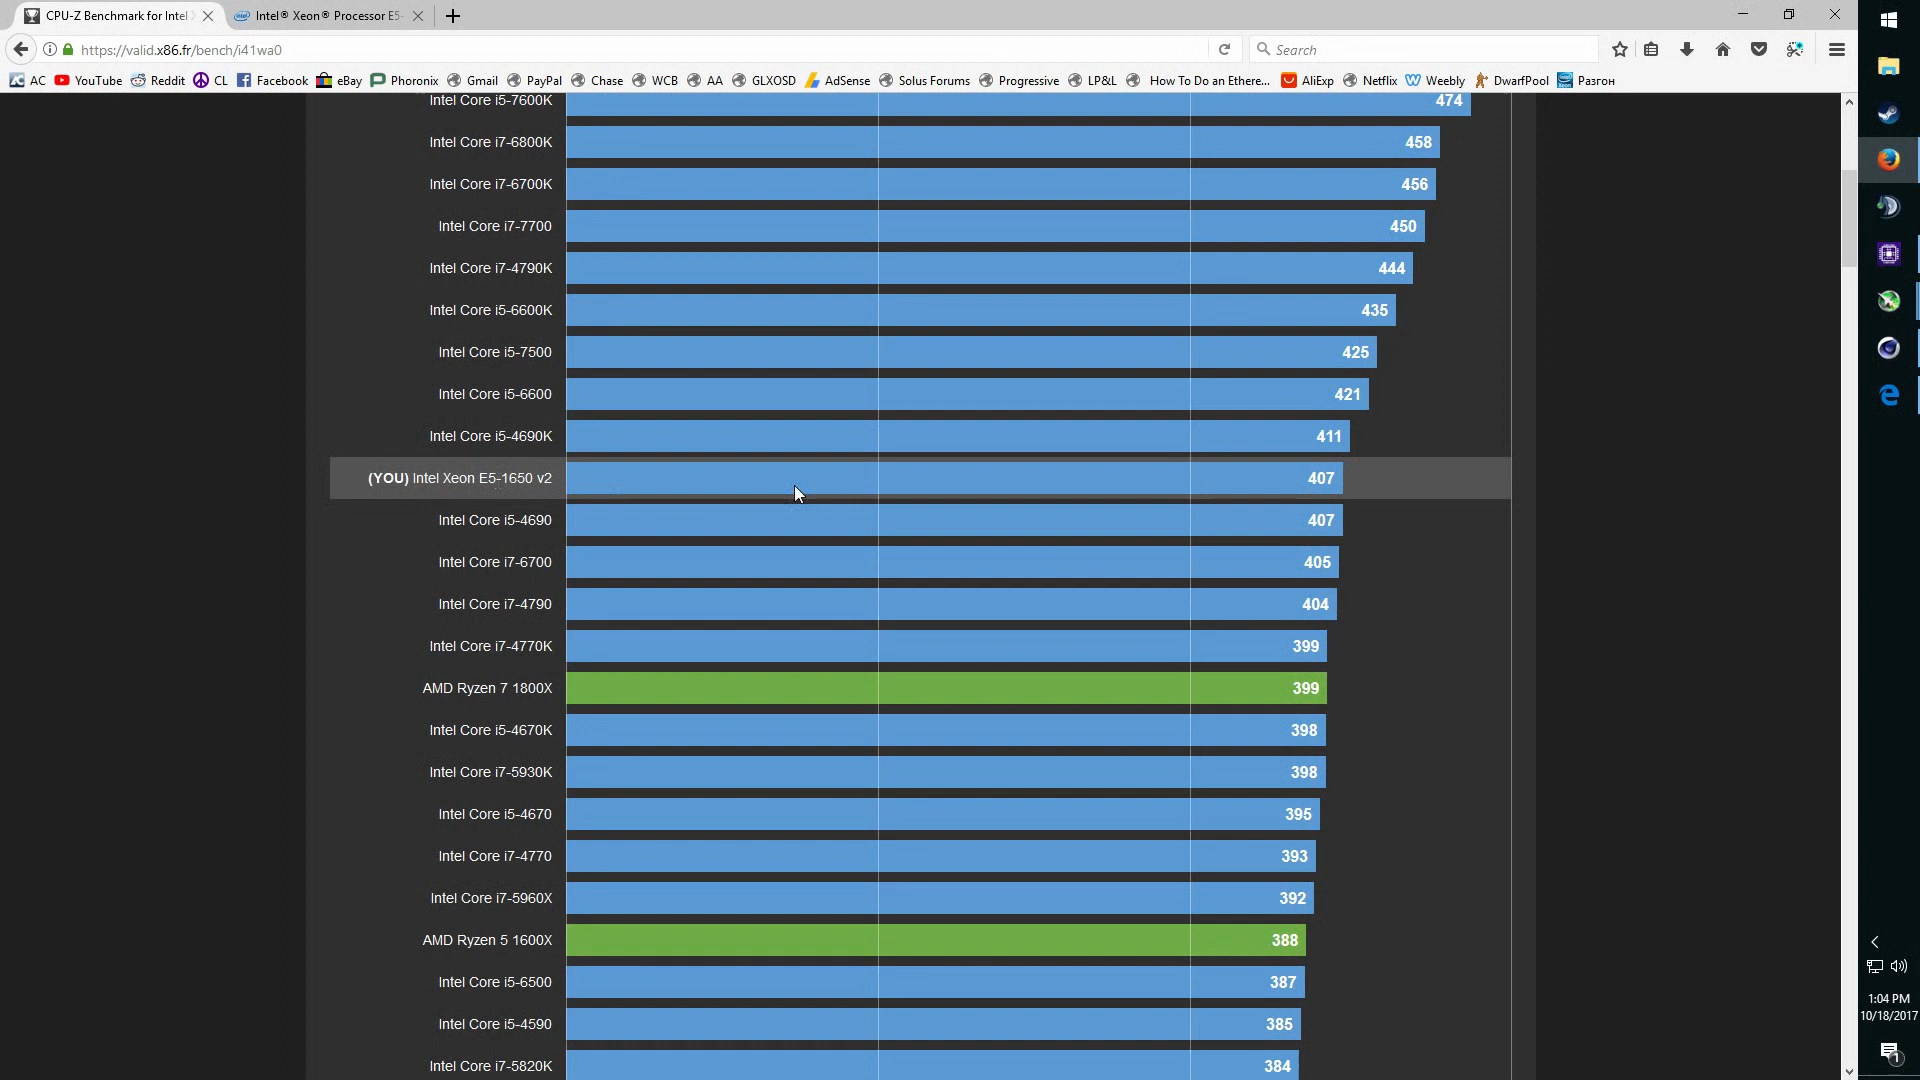 CPU-Z Benchmark for Intel
Intel® Xeon® Processor E5-
https://valid.x86.fr/bench/i41wa0
Search
AC YouTube Reddit CL Facebook eBay Phoronix Gmail PayPal Chase WCB AA GLXOSD AdSense Solus Forums Progressive LP&L How To Do an Ethere... AliExp Netflix Weebly DwarfPool Разгон
Intel Core i5-7600K 474
Intel Core i7-6800K 458
Intel Core i7-6700K 456
Intel Core i7-7700 450
Intel Core i7-4790K 444
Intel Core i5-6600K 435
Intel Core i5-7500 425
Intel Core i5-6600 421
Intel Core i5-4690K 411
(YOU) Intel Xeon E5-1650 v2 407
Intel Core i5-4690 407
Intel Core i7-6700 405
Intel Core i7-4790 404
Intel Core i7-4770K 399
AMD Ryzen 7 1800X 399
Intel Core i5-4670K 398
Intel Core i7-5930K 398
Intel Core i5-4670 395
Intel Core i7-4770 393
Intel Core i7-5960X 392
AMD Ryzen 5 1600X 388
Intel Core i5-6500 387
Intel Core i5-4590 385
Intel Core i7-5820K 384
1:04 PM
10/18/2017
1